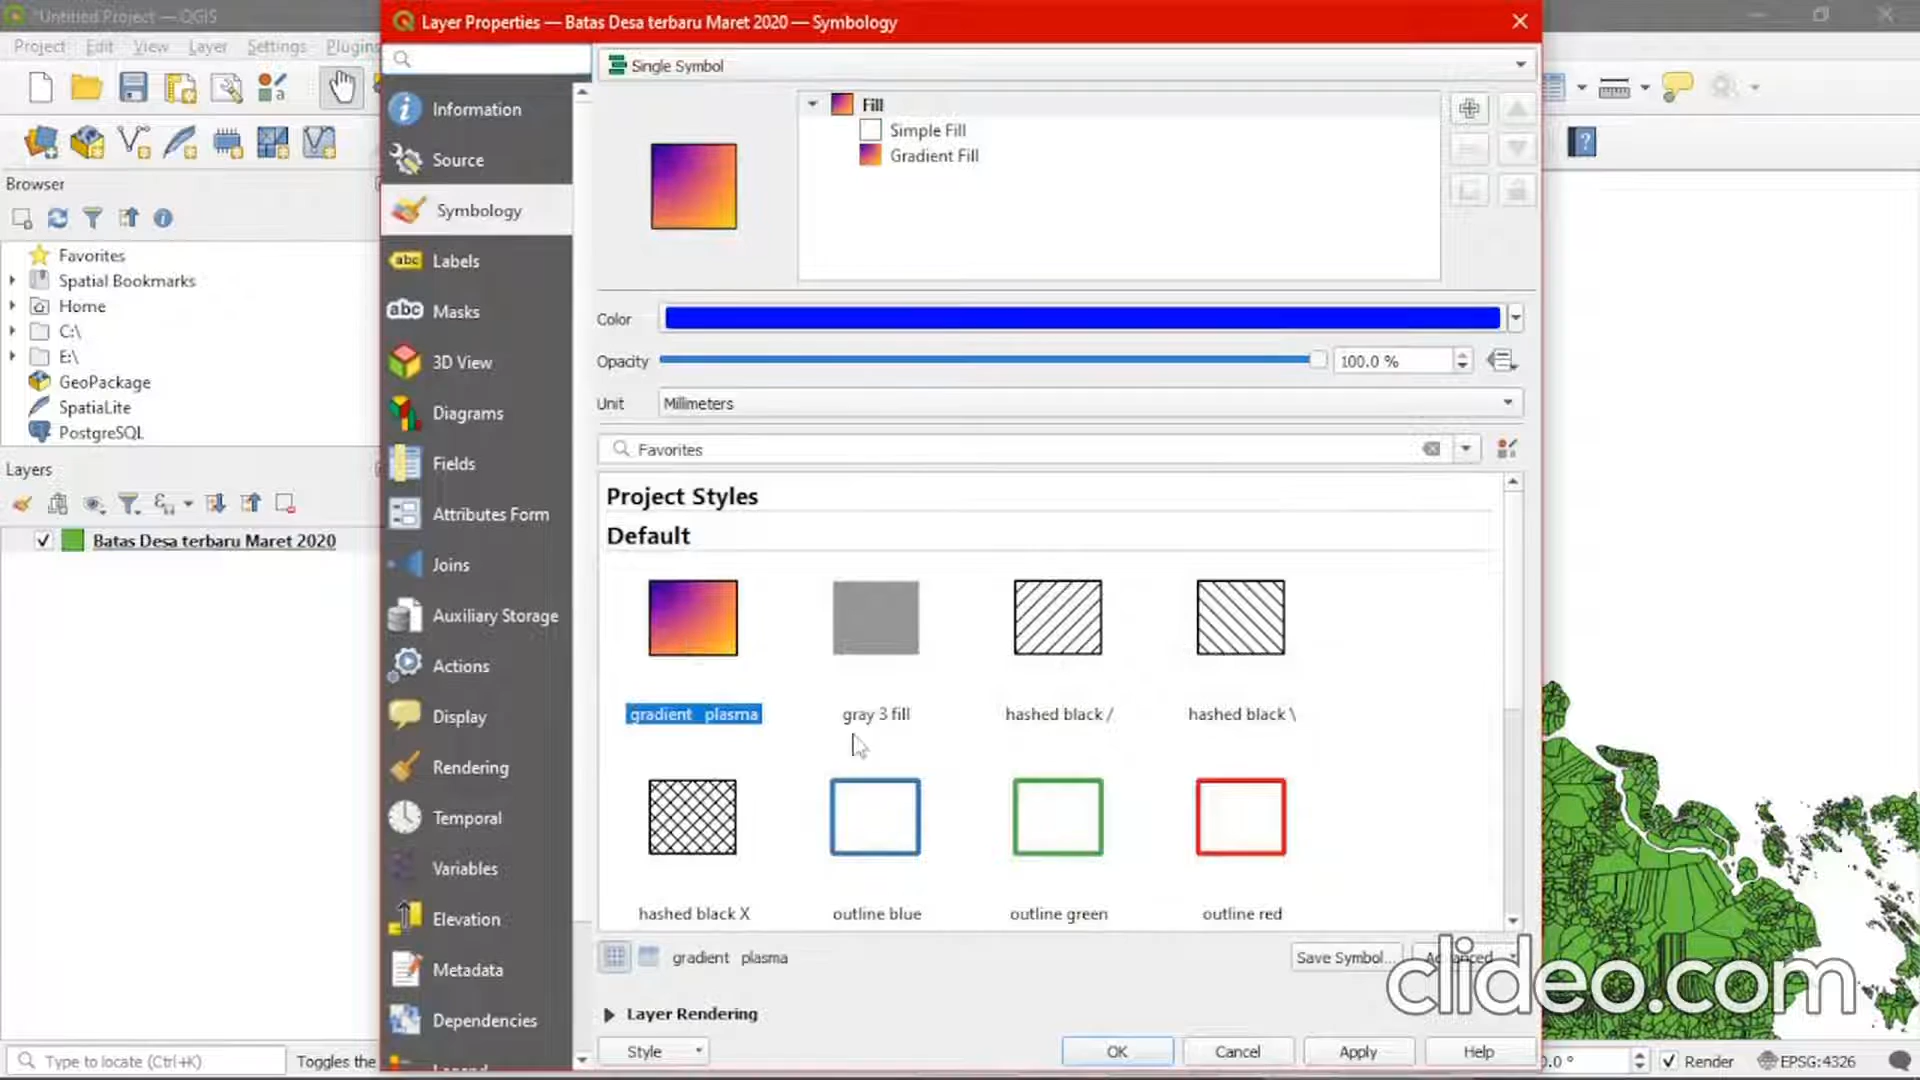 *Untitled Project — QGIS
Layer Properties — Batas Desa terbaru Maret 2020 — Symbology
Project Edit View Layer Settings Plugins
Single Symbol
Information
Source
Symbology
Labels
Masks
3D View
Diagrams
Fields
Attributes Form
Joins
Auxiliary Storage
Actions
Display
Rendering
Temporal
Variables
Elevation
Metadata
Dependencies
Fill
Simple Fill
Gradient Fill
Color
Opacity 100.0 %
Unit Millimeters
Favorites
Project Styles
Default
gradient plasma
gray 3 fill
hashed black /
hashed black \
hashed black X
outline blue
outline green
outline red
gradient plasma
Save Symbol...
Advanced
Layer Rendering
Style
OK
Cancel
Apply
Help
Browser
Favorites
Spatial Bookmarks
Home
C:\
E:\
GeoPackage
SpatiaLite
PostgreSQL
Layers
Batas Desa terbaru Maret 2020
Type to locate (Ctrl+K)
Toggles the
Render
EPSG:4326
clideo.com